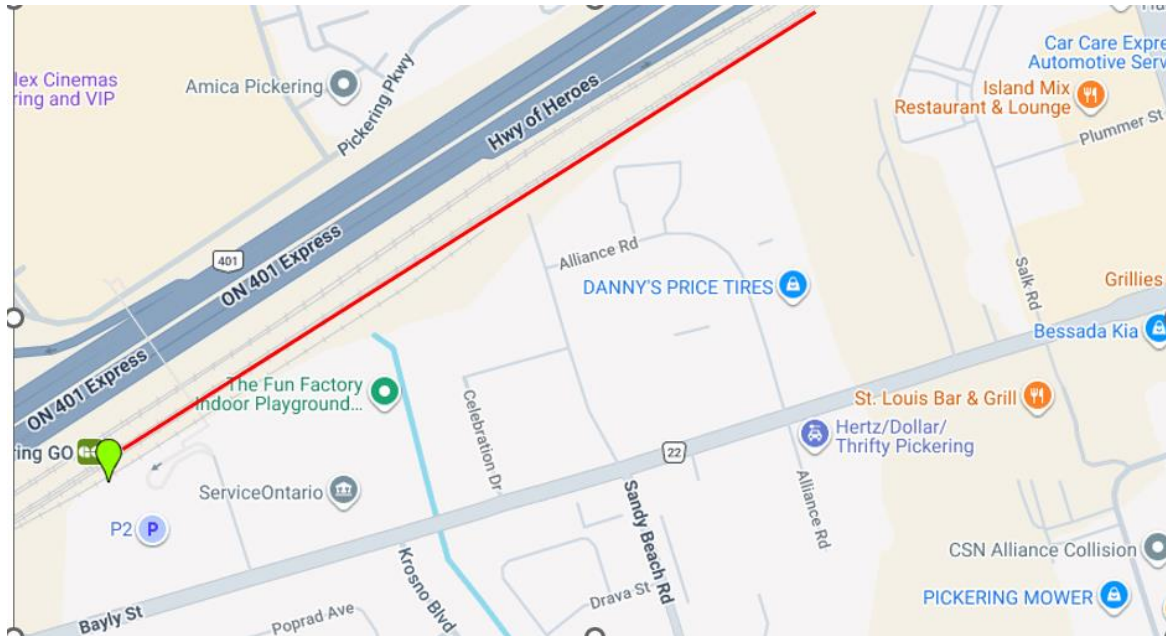 lex Cinemas
ring and VIP
Amica Pickering
Pickering Pkwy
Hwy of Heroes
Car Care Expre
Automotive Serv
Island Mix
Restaurant & Lounge
Plummer St
401
ON 401 Express
Alliance Rd
DANNY'S PRICE TIRES
Salk Rd
Grillies
Bessada Kia
ON 401 Express
The Fun Factory
Indoor Playground...
St. Louis Bar & Grill
Celebration Dr
Hertz/Dollar/
Thrifty Pickering
ring GO
22
ServiceOntario
Sandy Beach Rd
Alliance Rd
P2
P
CSN Alliance Collision
Krosno Blvd
Drava St
PICKERING MOWER
Bayly St
Poprad Ave